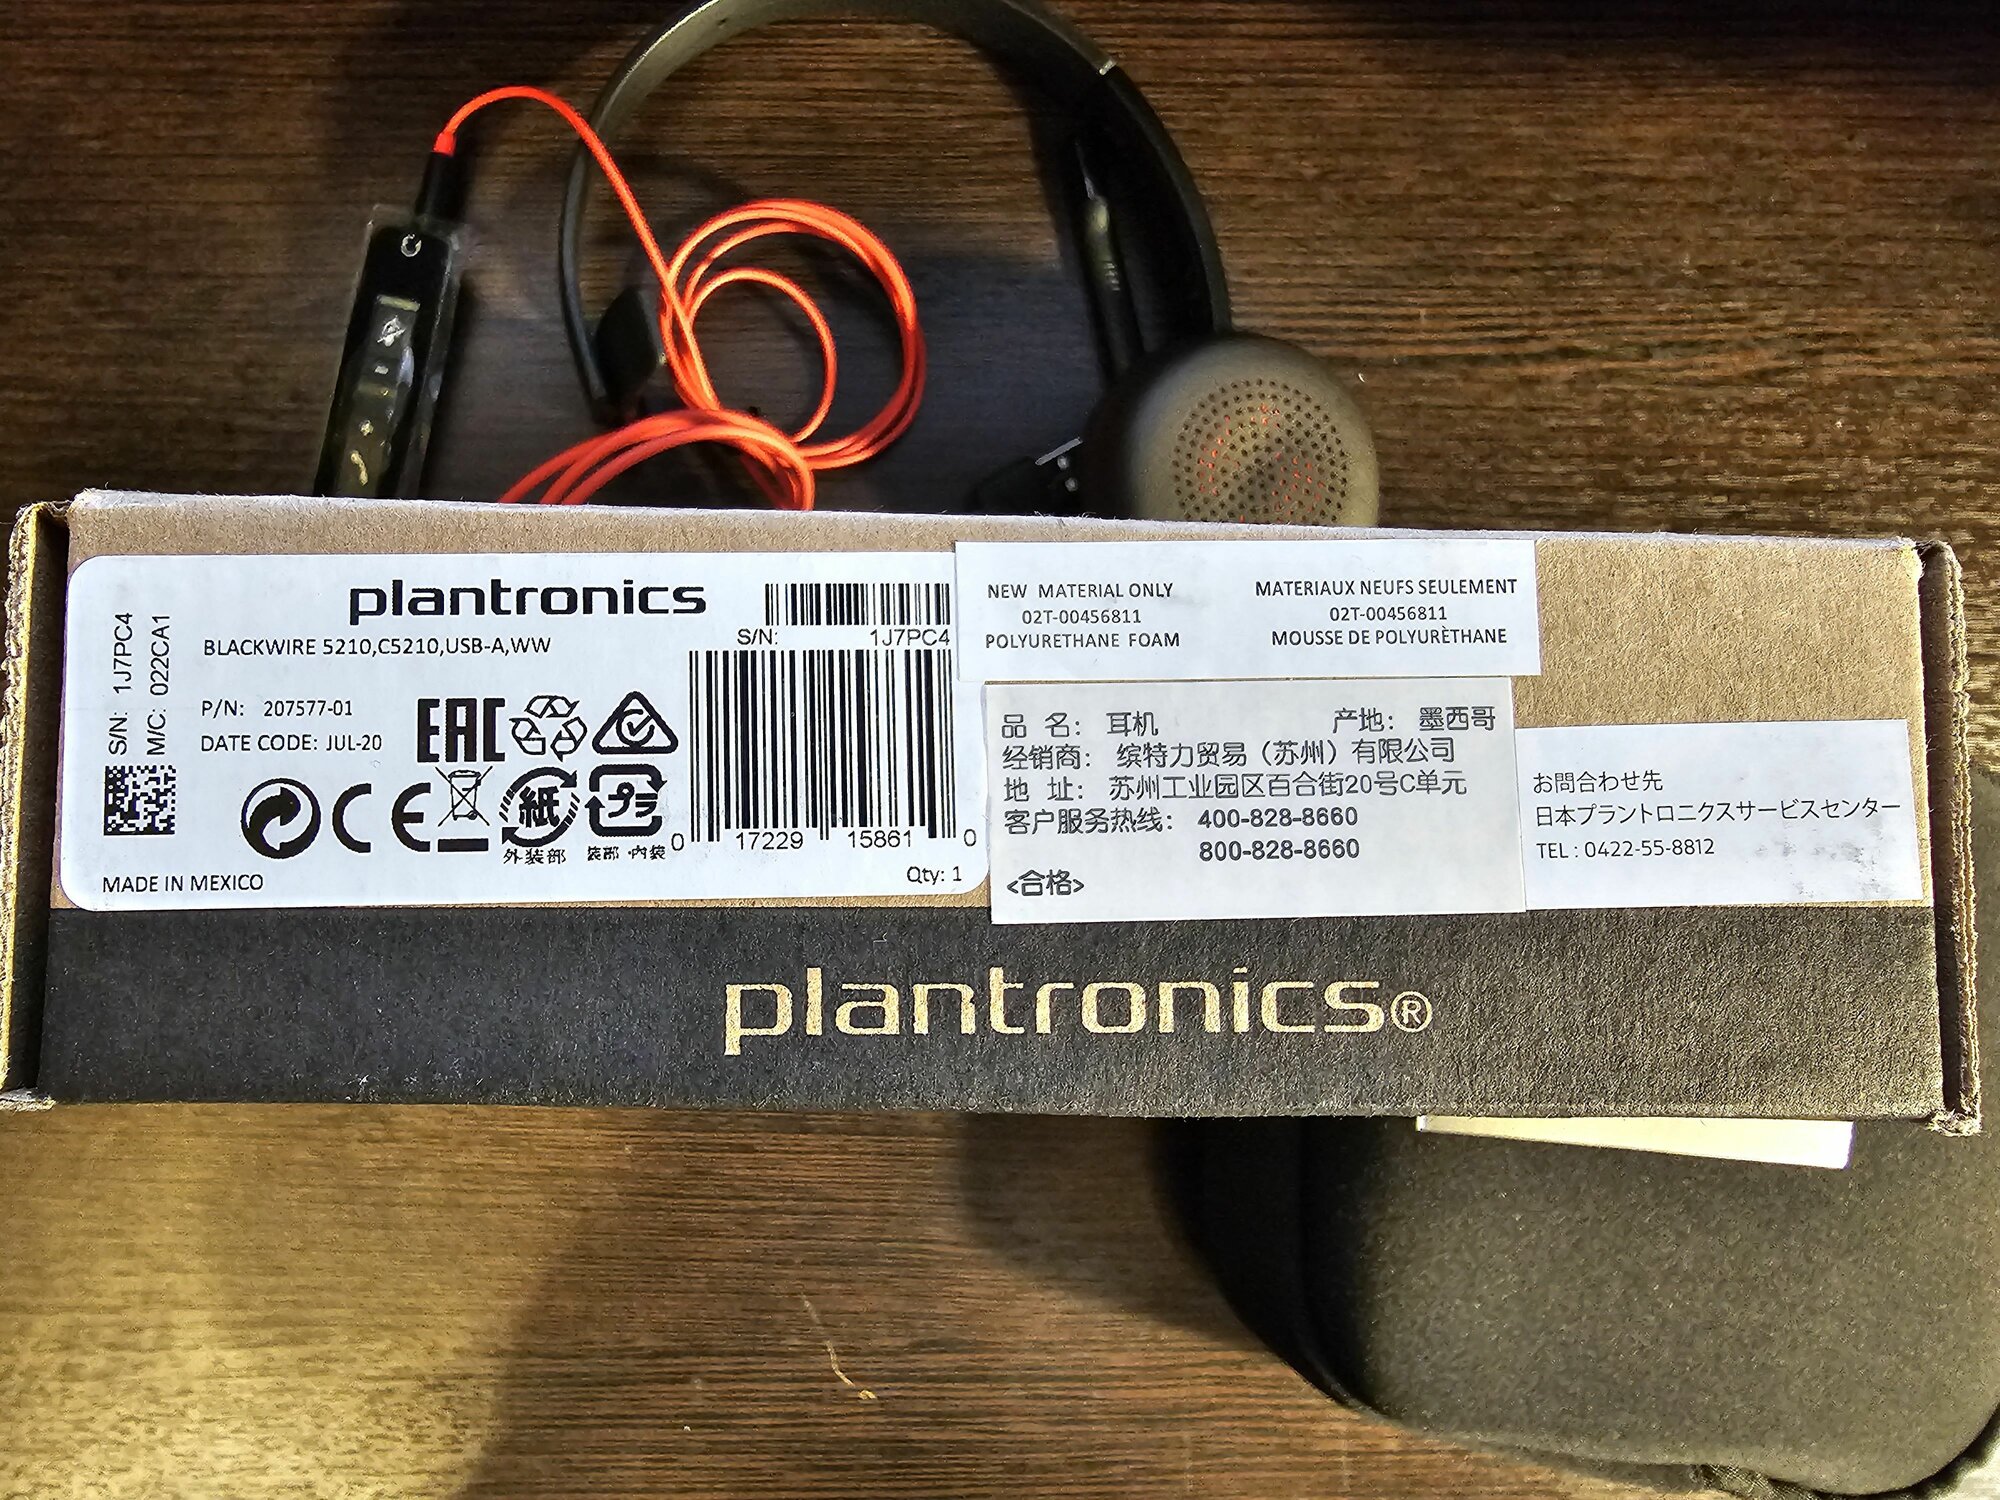 plantronics
BLACKWIRE 5210,C5210,USB-A,WW
S/N: 1J7PC4
M/C: 022CA1
P/N: 207577-01
DATE CODE: JUL-20
EAC
CE
紙
外装部
プラ
装部・内装
MADE IN MEXICO
S/N: 1J7PC4
0 17229 15861 0
Qty: 1
NEW MATERIAL ONLY
02T-00456811
POLYURETHANE FOAM
MATERIAUX NEUFS SEULEMENT
02T-00456811
MOUSSE DE POLYURÈTHANE
品 名： 耳机 产地： 墨西哥
经销商： 缤特力贸易（苏州）有限公司
地 址： 苏州工业园区百合街20号C单元
客户服务热线： 400-828-8660
800-828-8660
<合格>
お問合わせ先
日本プラントロニクスサービスセンター
TEL : 0422-55-8812
plantronics®